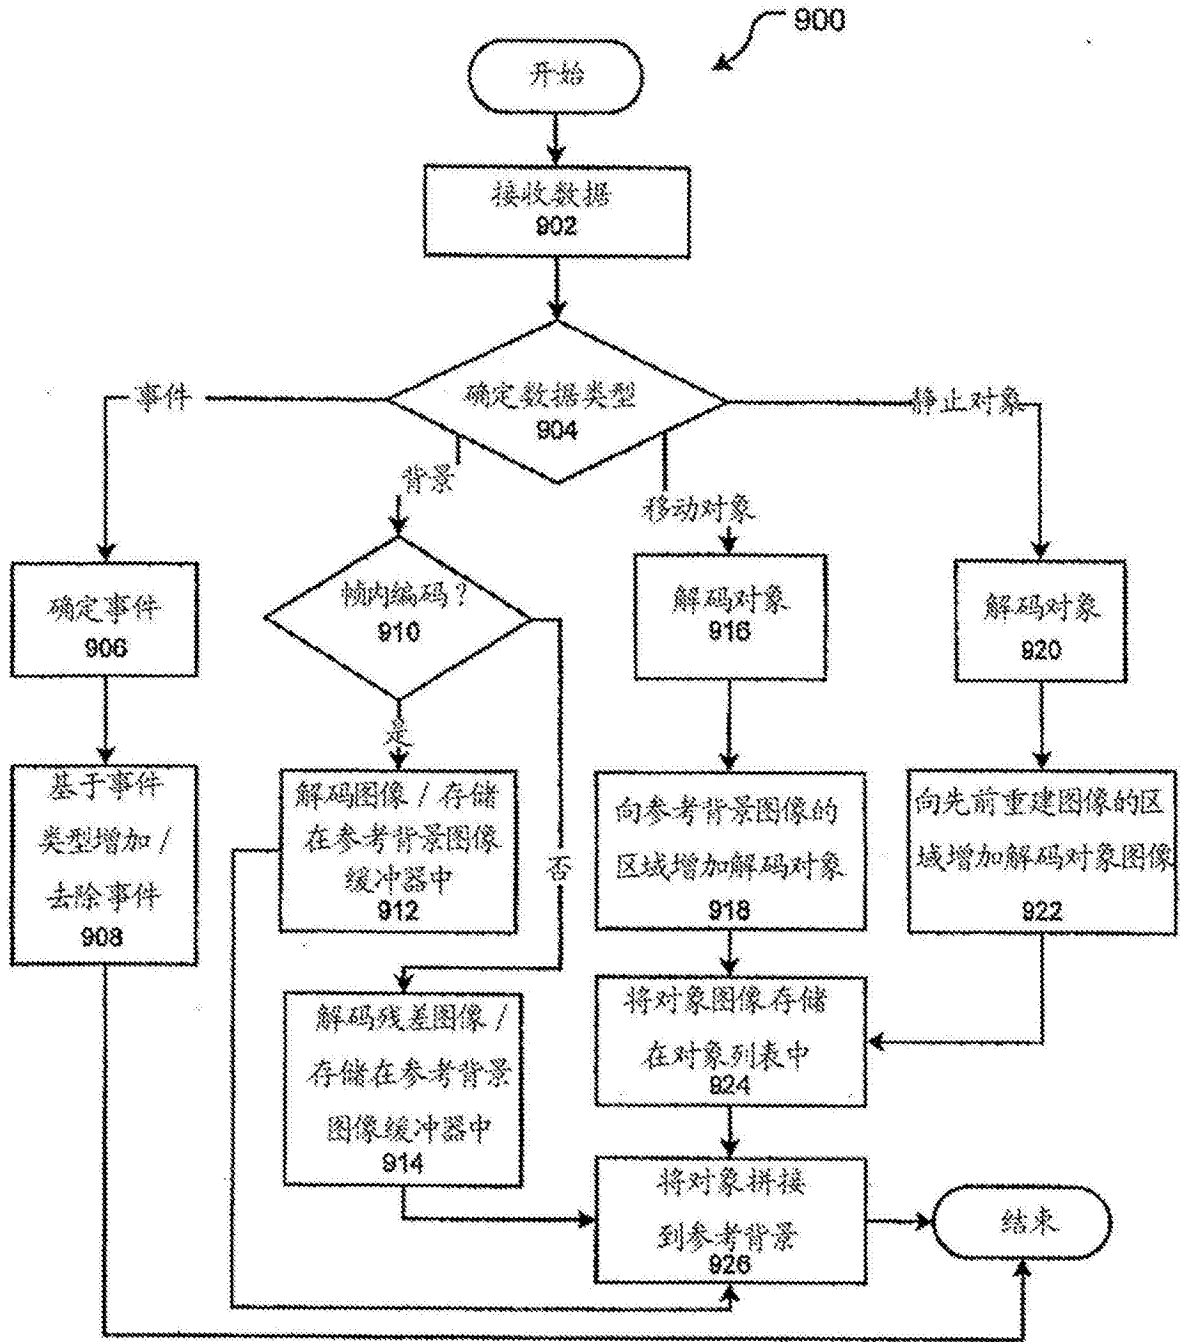 900
开始
接收数据
902
确定数据类型
904
事件
背景
移动对象
静止对象
确定事件
906
基于事件
类型增加 /
去除事件
908
帧内编码？
910
是
否
解码图像 / 存储
在参考背景图像
缓冲器中
912
解码残差图像 /
存储在参考背景
图像缓冲器中
914
解码对象
916
向参考背景图像的
区域增加解码对象
918
解码对象
920
向先前重建图像的区
域增加解码对象图像
922
将对象图像存储
在对象列表中
924
将对象拼接
到参考背景
926
结束